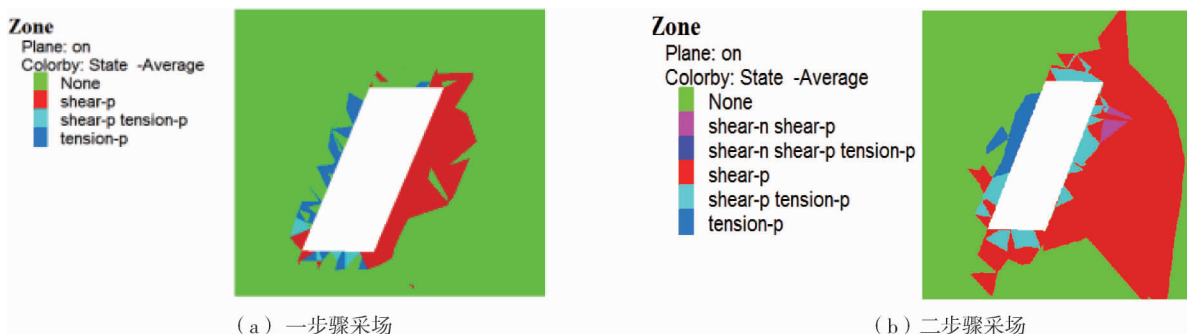 Zone
Plane: on
Colorby: State -Average
None
shear-p
shear-p tension-p
tension-p
(a) 一步骤采场
Zone
Plane: on
Colorby: State -Average
None
shear-n shear-p
shear-n shear-p tension-p
shear-p
shear-p tension-p
tension-p
(b) 二步骤采场